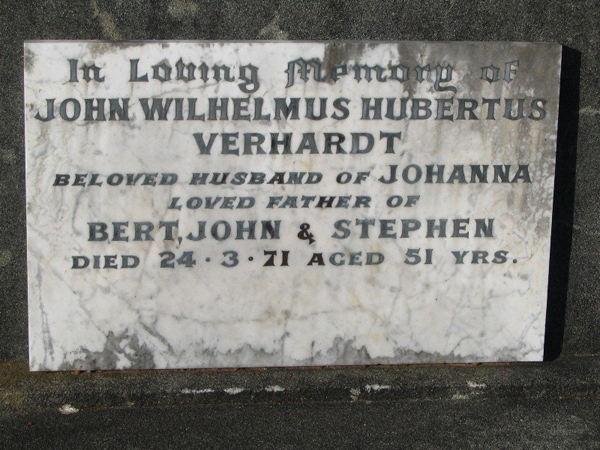 In Loving Memory of
JOHN WILHELMUS HUBERTUS
VERHARDT
BELOVED HUSBAND OF JOHANNA
LOVED FATHER OF
BERT, JOHN & STEPHEN
DIED 24 · 3 · 71 AGED 51 YRS.